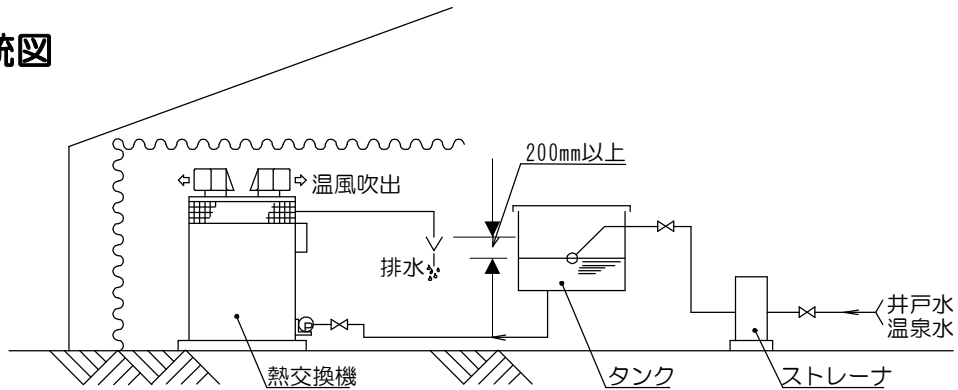 統図
200mm以上
温風吹出
排水
井戸水
温泉水
熱交換機
タンク
ストレーナ